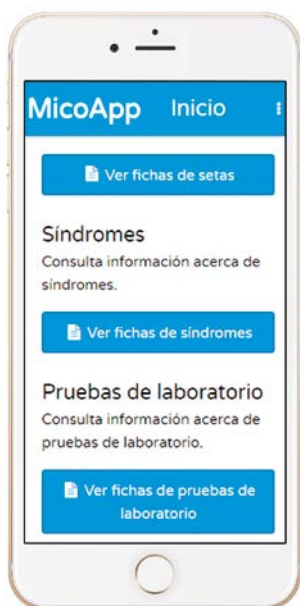 MicoApp Inicio
Ver fichas de setas
Síndromes
Consulta información acerca de
síndromes.
Ver fichas de síndromes
Pruebas de laboratorio
Consulta información acerca de
pruebas de laboratorio.
Ver fichas de pruebas de
laboratorio